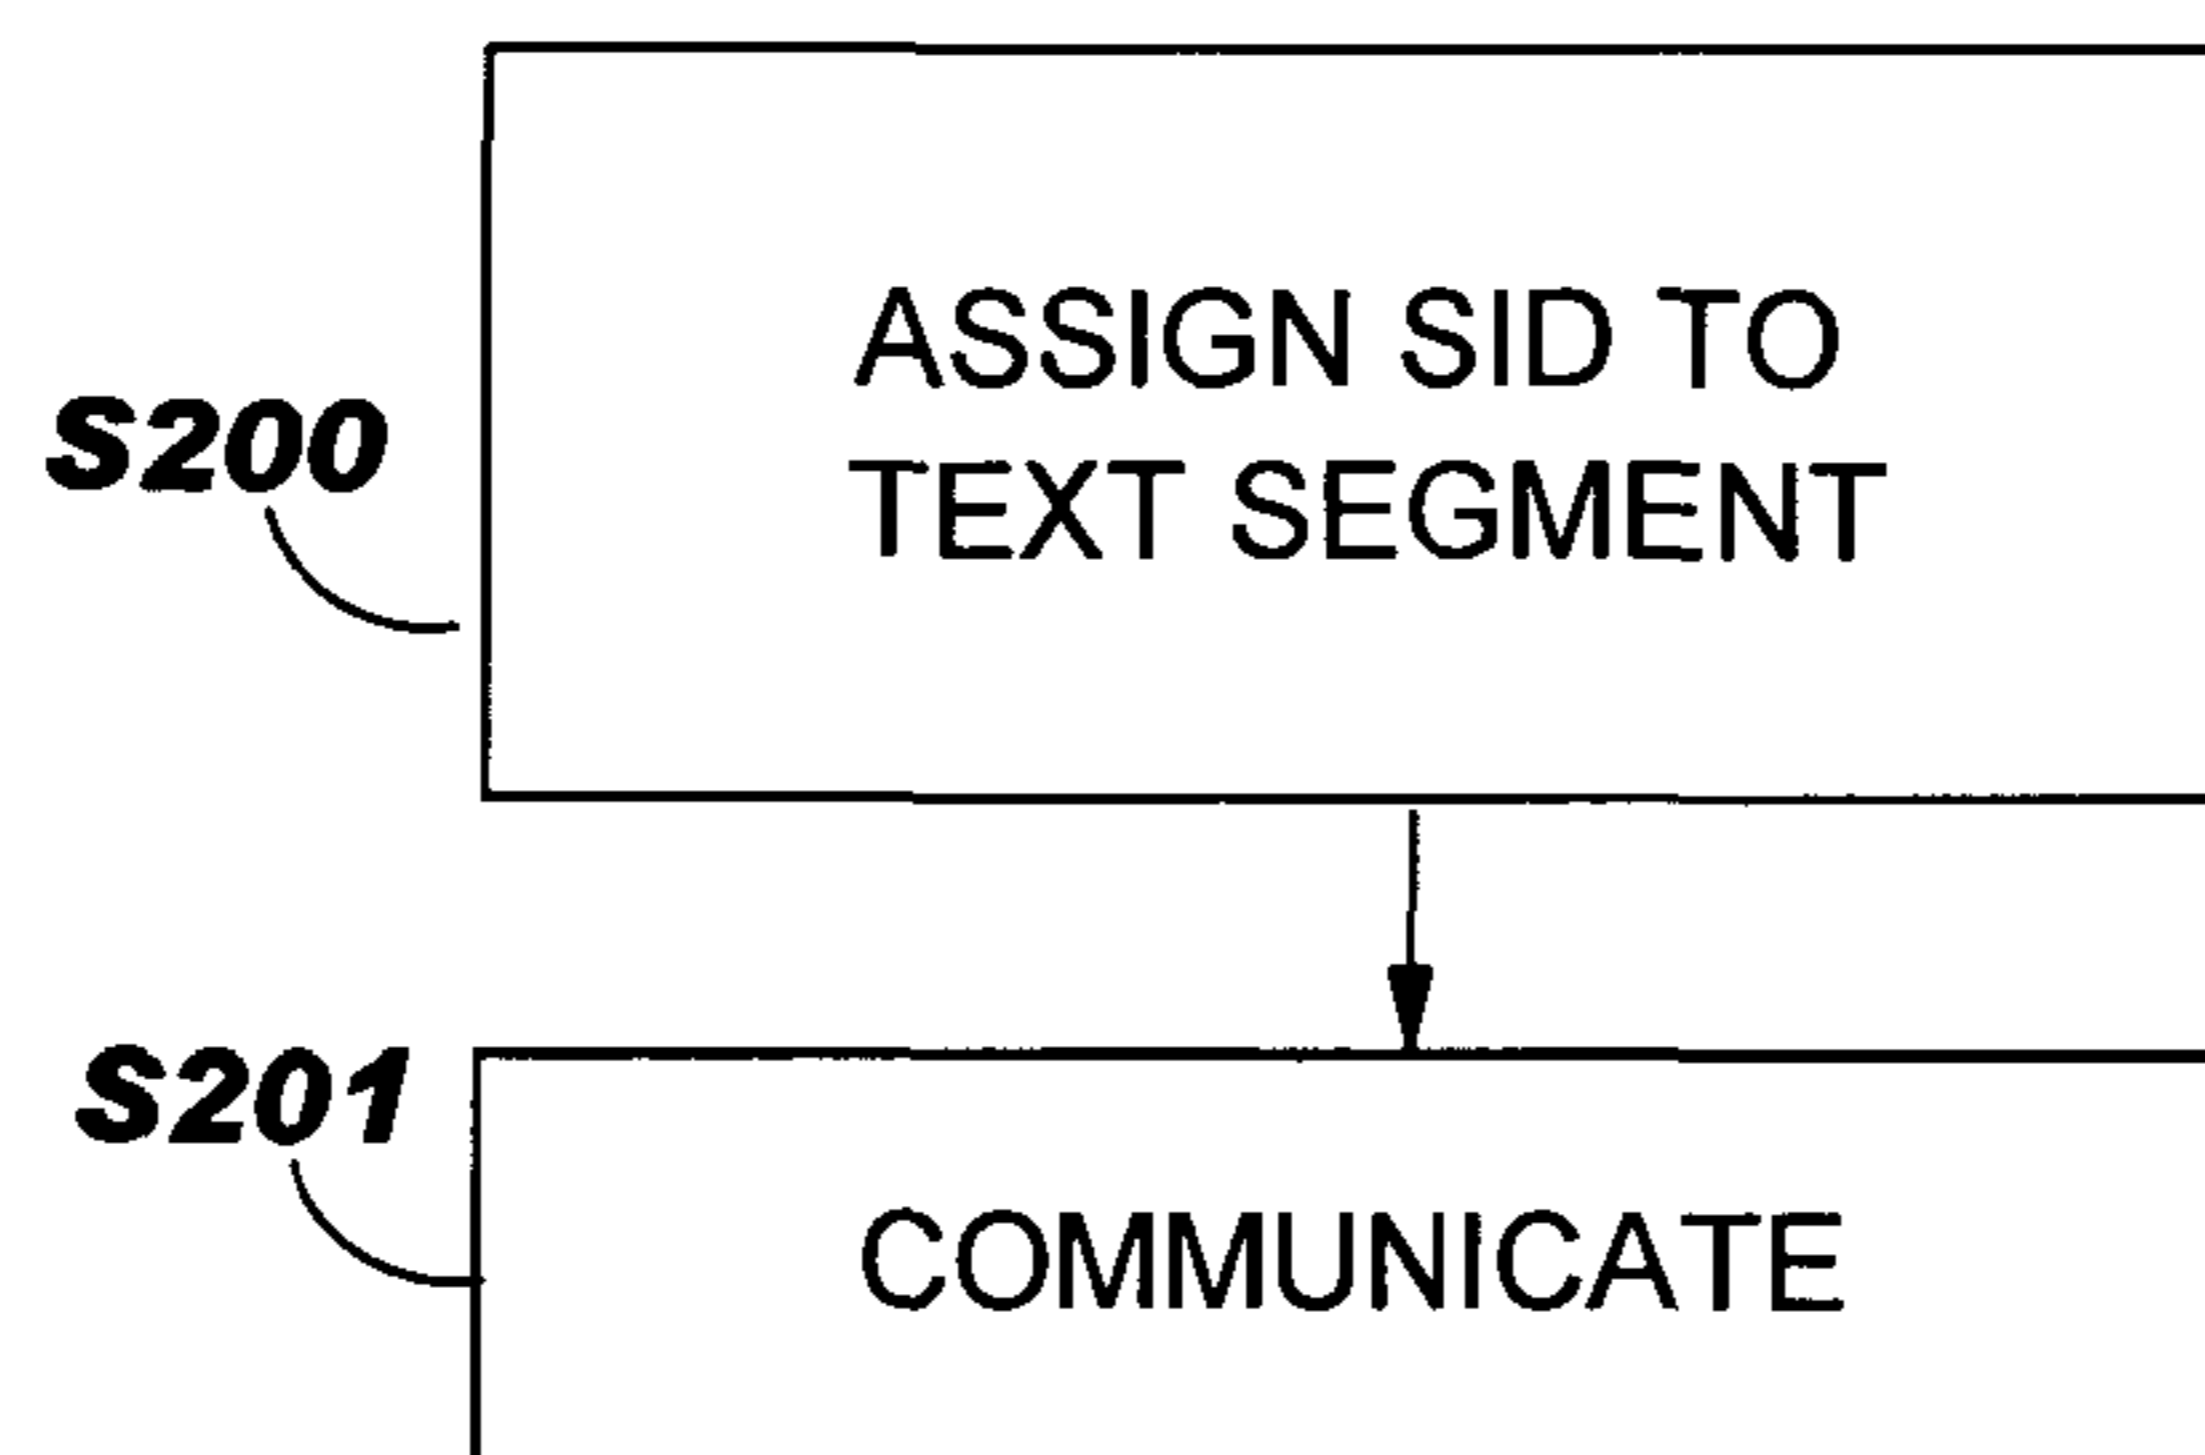 ASSIGN SID TO
TEXT SEGMENT
S200
S201
COMMUNICATE